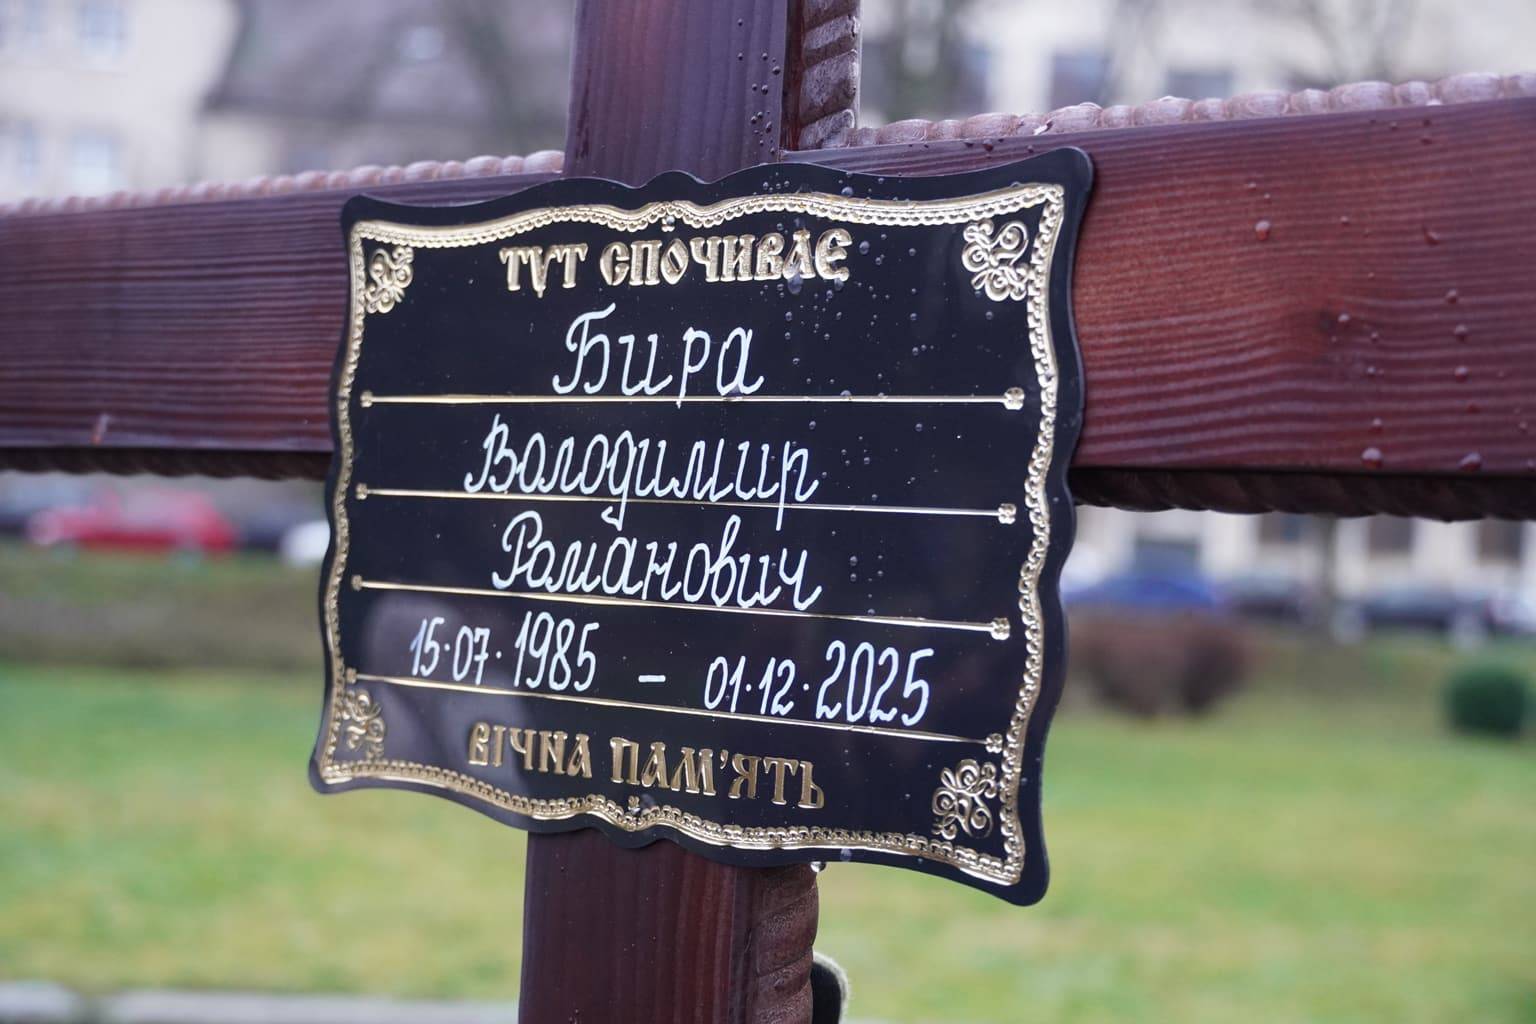 ТУТ СПОЧИВАЄ
Бира
Володимир
Романович
15.07.1985 – 01.12.2025
ВІЧНА ПАМ'ЯТЬ